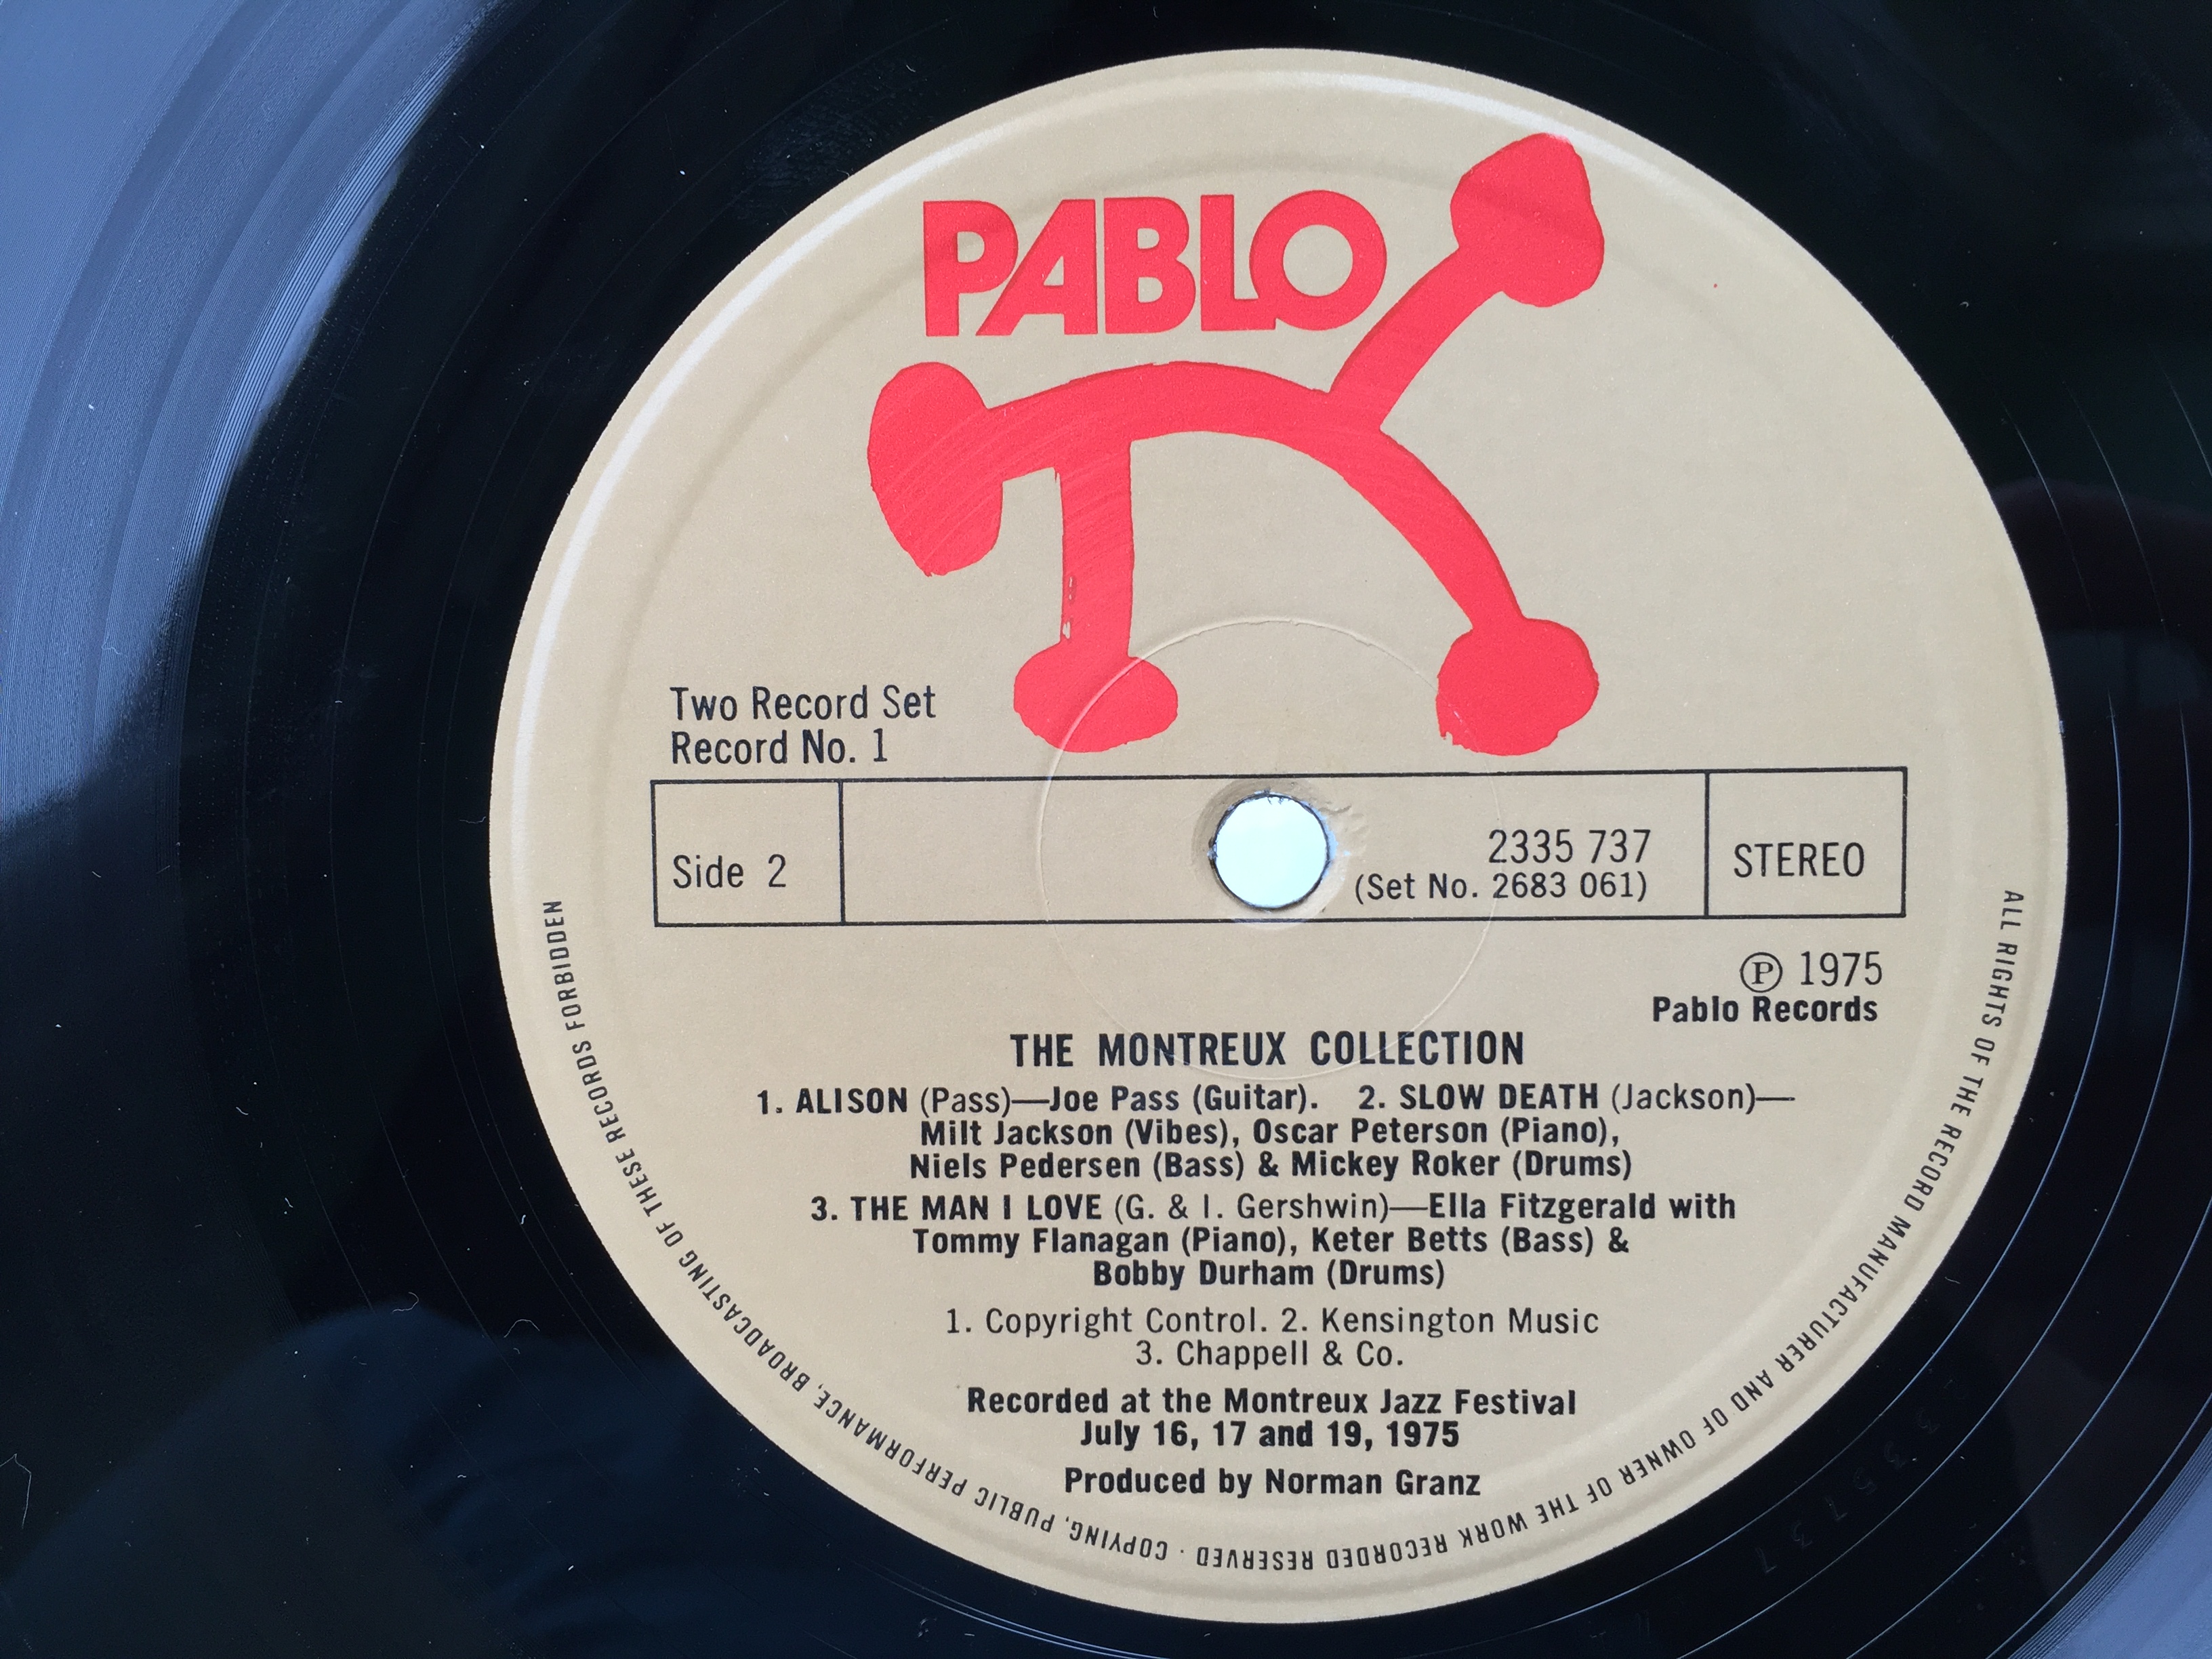 PABLO
Two Record Set
Record No. 1
Side 2
2335 737
(Set No. 2683 061)
STEREO
Ⓟ 1975
Pablo Records
THE MONTREUX COLLECTION
1. ALISON (Pass)—Joe Pass (Guitar). 2. SLOW DEATH (Jackson)—
Milt Jackson (Vibes), Oscar Peterson (Piano),
Niels Pedersen (Bass) & Mickey Roker (Drums)
3. THE MAN I LOVE (G. & I. Gershwin)—Ella Fitzgerald with
Tommy Flanagan (Piano), Keter Betts (Bass) &
Bobby Durham (Drums)
1. Copyright Control. 2. Kensington Music
3. Chappell & Co.
Recorded at the Montreux Jazz Festival
July 16, 17 and 19, 1975
Produced by Norman Granz
ALL RIGHTS OF THE RECORD MANUFACTURER AND OF OWNER OF THE WORK RECORDED RESERVED · COPYING, PUBLIC PERFORMANCE, BROADCASTING OF THESE RECORDS FORBIDDEN